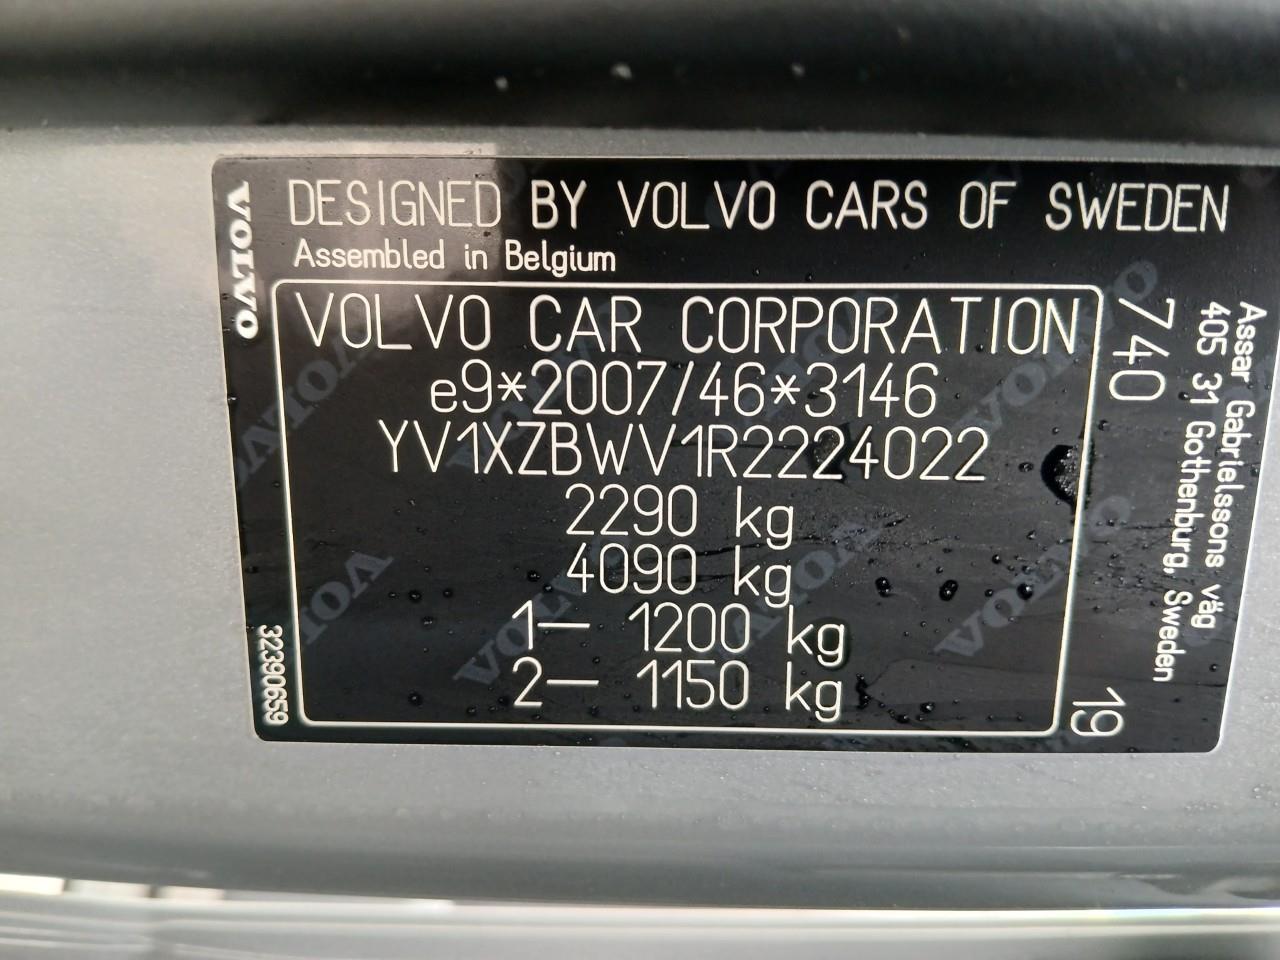 VOLVO
DESIGNED BY VOLVO CARS OF SWEDEN
Assembled in Belgium
VOLVO CAR CORPORATION
e9*2007/46*3146
YV1XZBWV1R2224022
2290 kg
4090 kg
1— 1200 kg
2— 1150 kg
740
19
Assar Gabrielssons väg
405 31 Gothenburg, Sweden
32390659